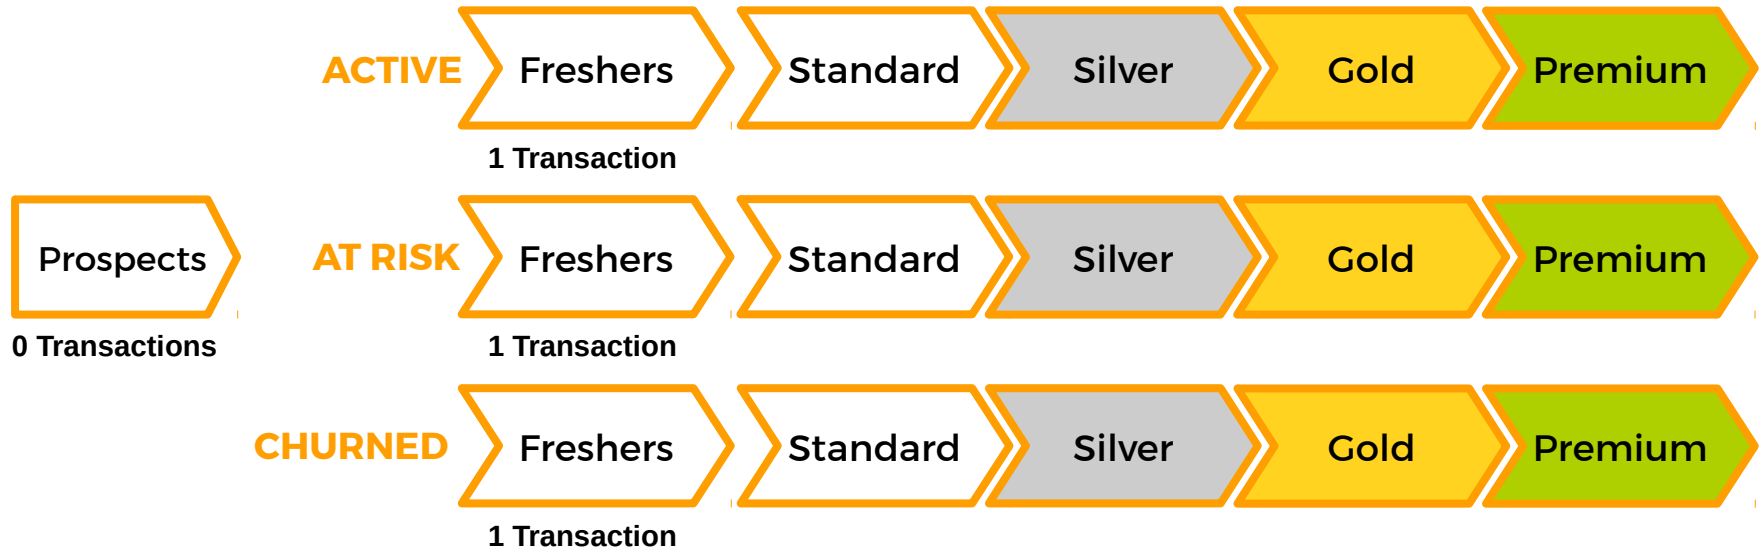 ACTIVE Freshers Standard Silver Gold Premium
1 Transaction
Prospects AT RISK Freshers Standard Silver Gold Premium
0 Transactions 1 Transaction
CHURNED Freshers Standard Silver Gold Premium
1 Transaction